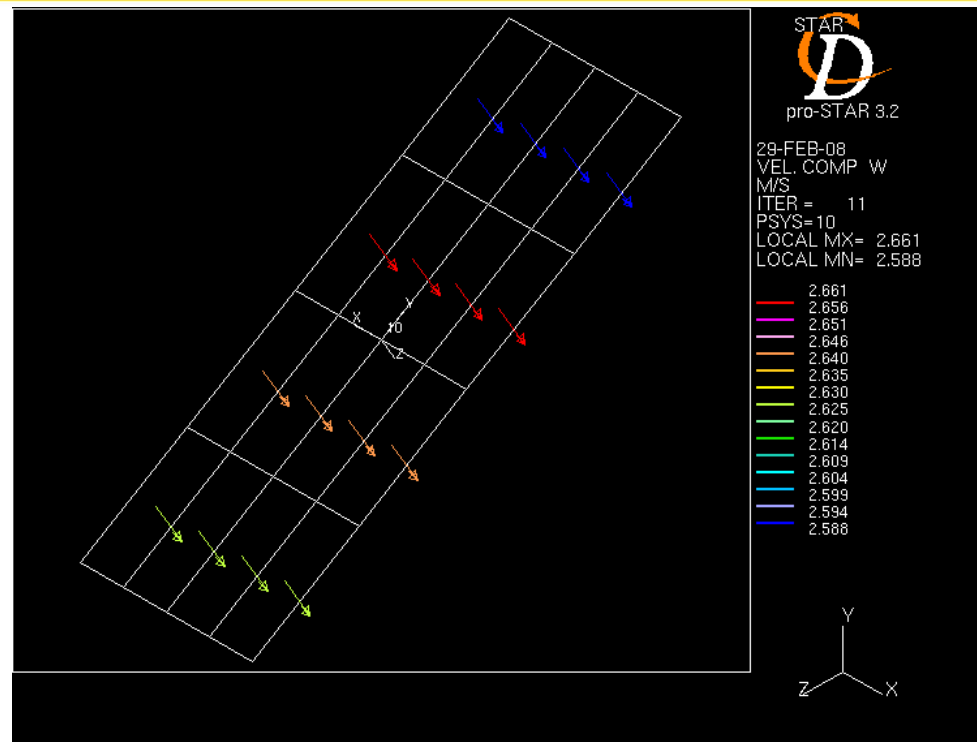 STAR
D
pro-STAR 3.2
29-FEB-08
VEL. COMP W
M/S
ITER = 11
PSYS= 10
LOCAL MX= 2.661
LOCAL MN= 2.588
2.661
2.656
2.651
2.646
2.640
2.635
2.630
2.625
2.620
2.614
2.609
2.604
2.599
2.594
2.588
Y
X
10
Z
Y
Z X